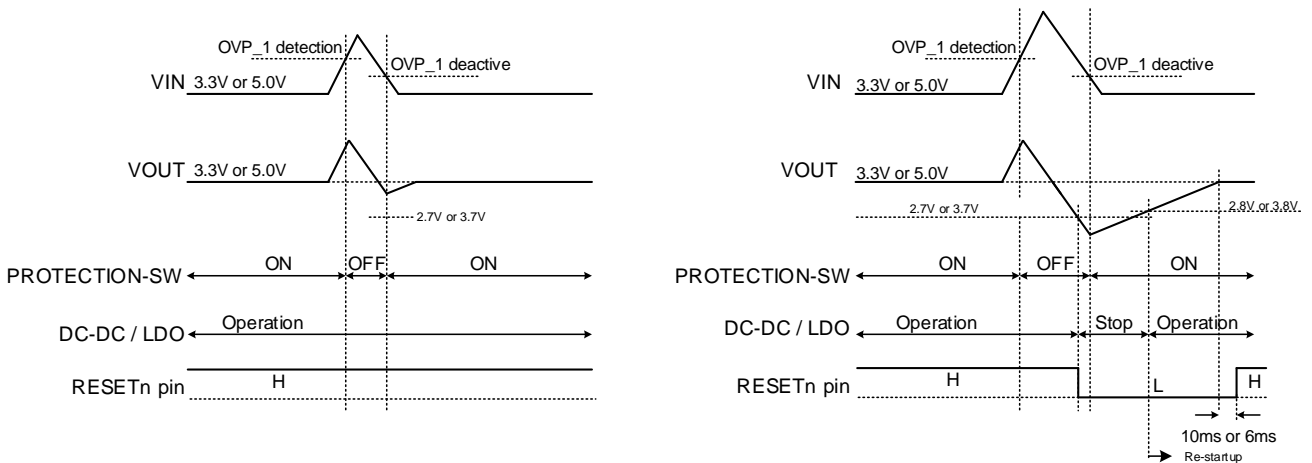 OVP_1 detection
OVP_1 deactive
VIN 3.3V or 5.0V
VOUT 3.3V or 5.0V
2.7V or 3.7V
PROTECTION-SW ON OFF ON
DC-DC / LDO Operation
RESETn pin H
OVP_1 detection
OVP_1 deactive
VIN 3.3V or 5.0V
VOUT 3.3V or 5.0V
2.7V or 3.7V 2.8V or 3.8V
PROTECTION-SW ON OFF ON
DC-DC / LDO Operation Stop Operation
RESETn pin H L H
10ms or 6ms
Re-startup